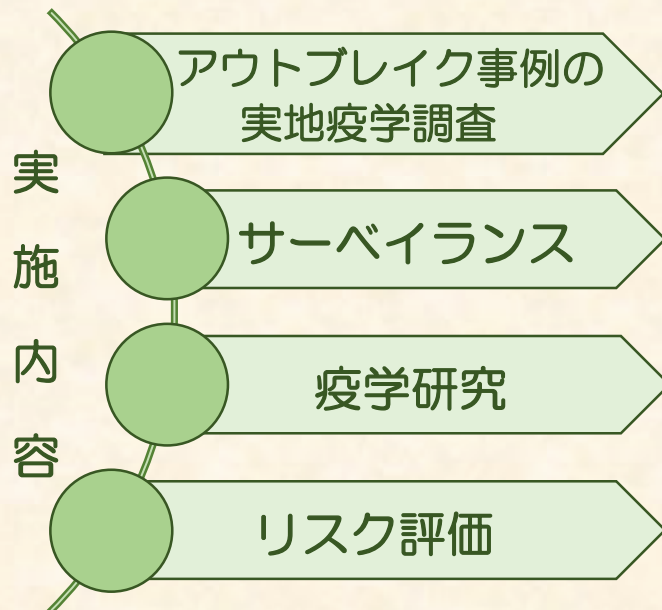 実施内容
アウトブレイク事例の
実地疫学調査
サーベイランス
疫学研究
リスク評価